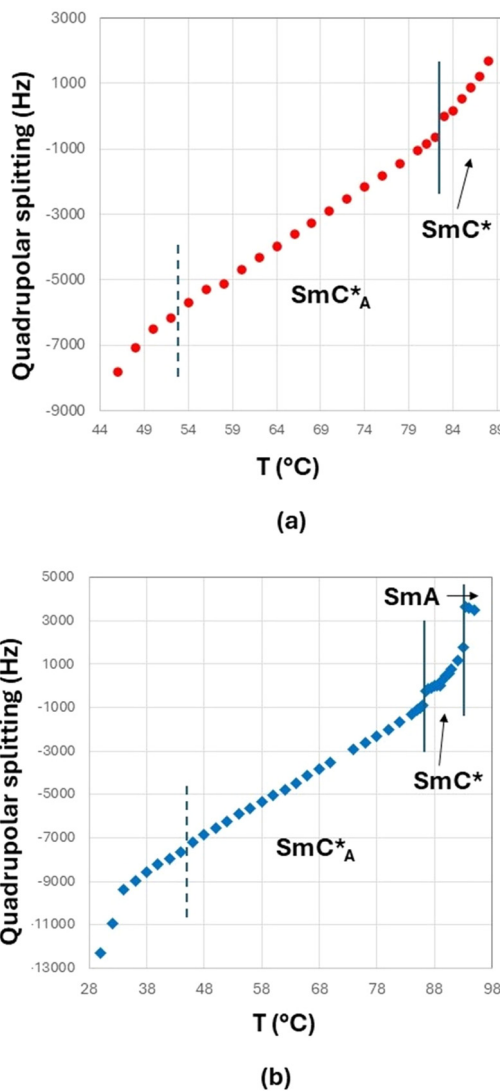 Quadrupolar splitting (Hz)
3000
1000
-1000
-3000
-5000
-7000
-9000
SmC*
SmC*A
44 49 54 59 64 69 74 79 84 89
T (°C)
(a)
Quadrupolar splitting (Hz)
5000
3000
1000
-1000
-3000
-5000
-7000
-9000
-11000
-13000
SmA
SmC*
SmC*A
28 38 48 58 68 78 88 98
T (°C)
(b)